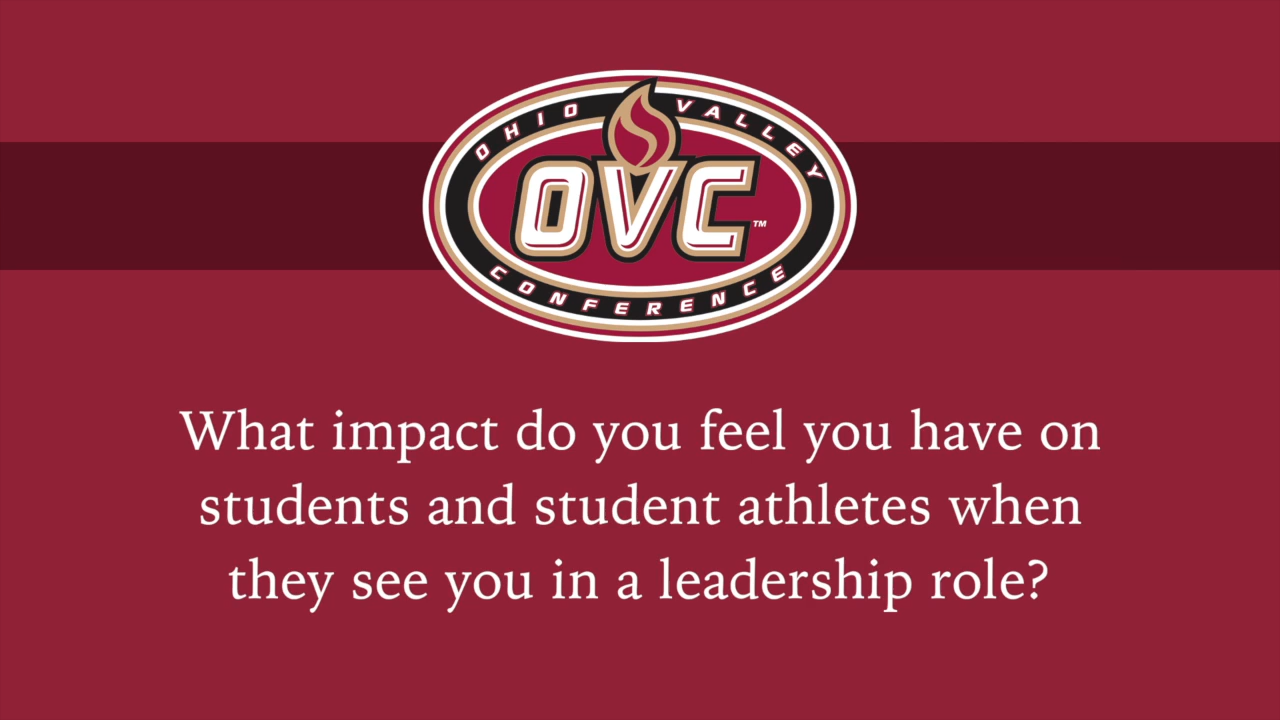 OHIO VALLEY
OVC™
CONFERENCE
What impact do you feel you have on
students and student athletes when
they see you in a leadership role?